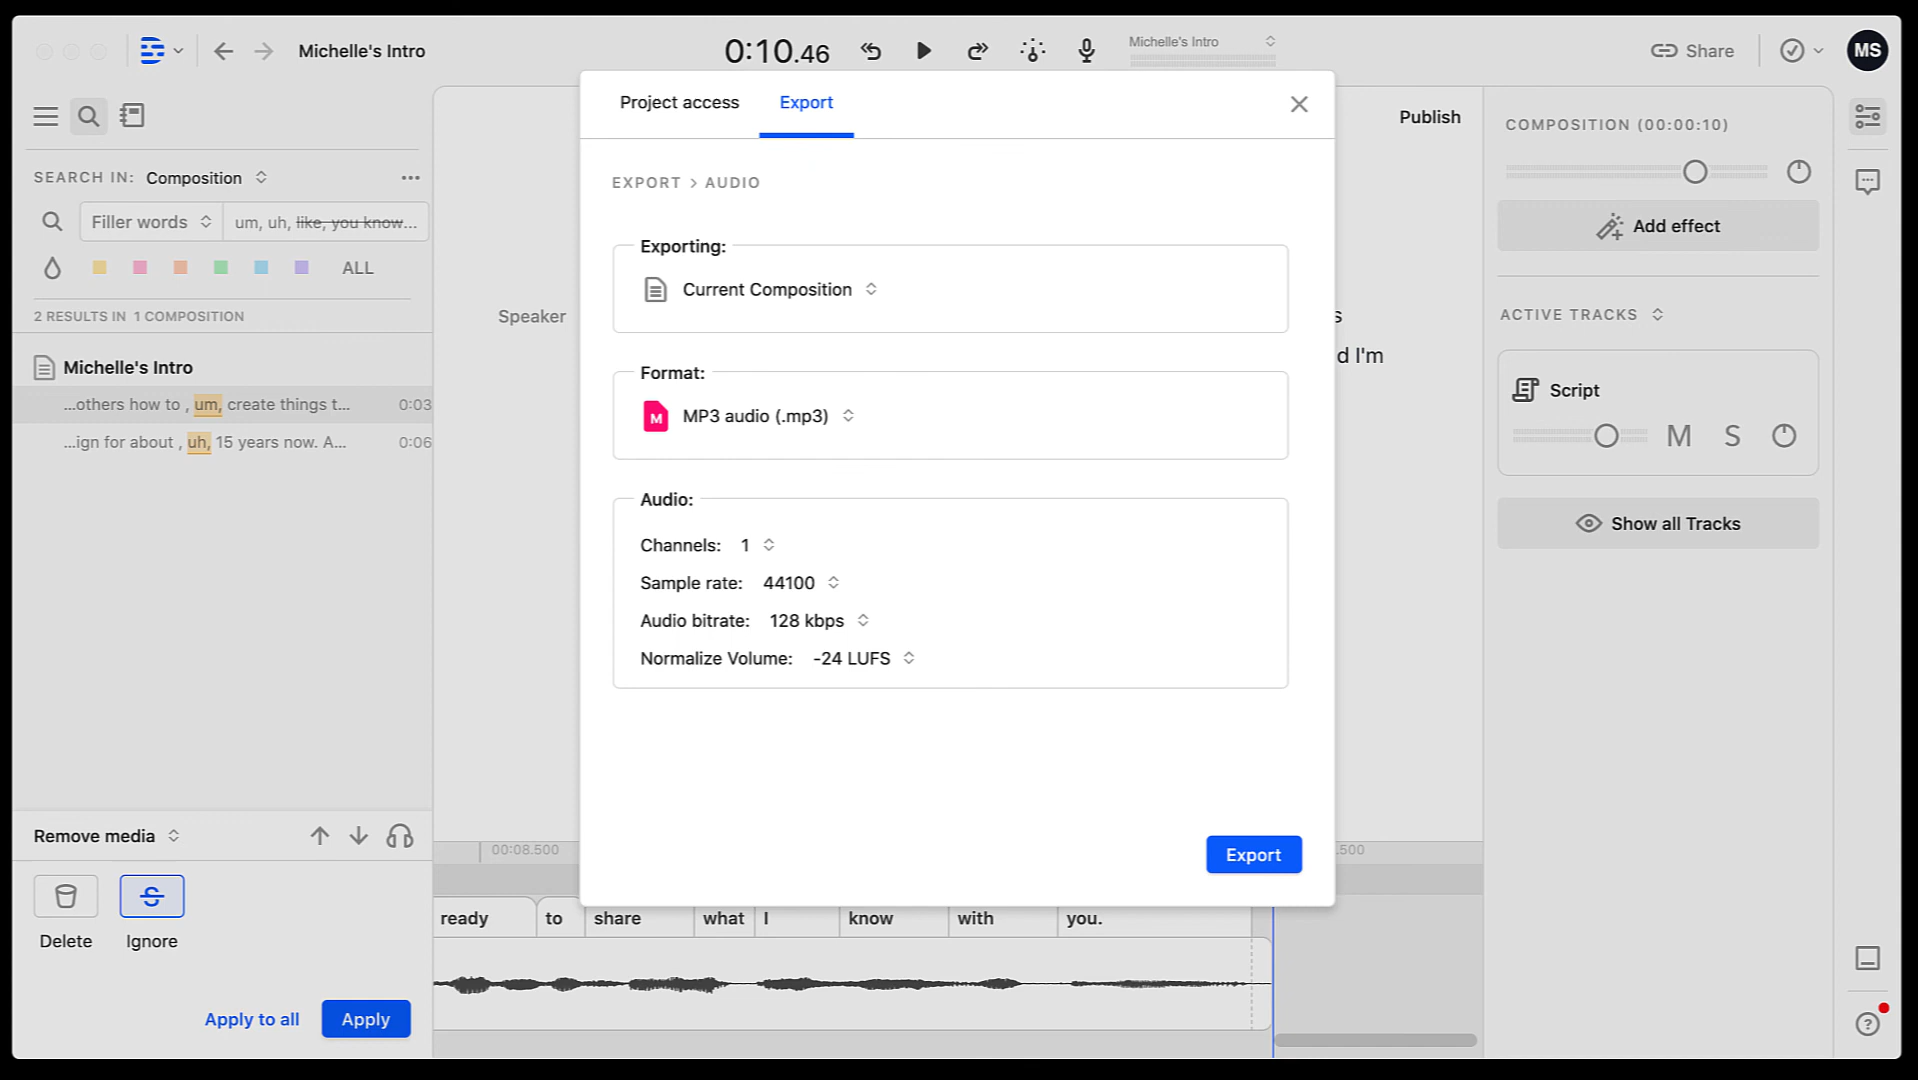 Michelle's Intro
0:10.46
Michelle's Intro
Share
MS
Project access
Export
Publish
SEARCH IN: Composition
Filler words
um, uh, like, you know...
ALL
2 RESULTS IN 1 COMPOSITION
Michelle's Intro
...others how to , um, create things t... 0:03
...ign for about , uh, 15 years now. A... 0:06
Speaker
s
d I'm
EXPORT > AUDIO
Exporting:
Current Composition
Format:
M MP3 audio (.mp3)
Audio:
Channels: 1
Sample rate: 44100
Audio bitrate: 128 kbps
Normalize Volume: -24 LUFS
Export
COMPOSITION (00:00:10)
Add effect
ACTIVE TRACKS
Script
M S
Show all Tracks
Remove media
Delete
Ignore
Apply to all
Apply
00:08.500
.500
ready to share what I know with you.
?